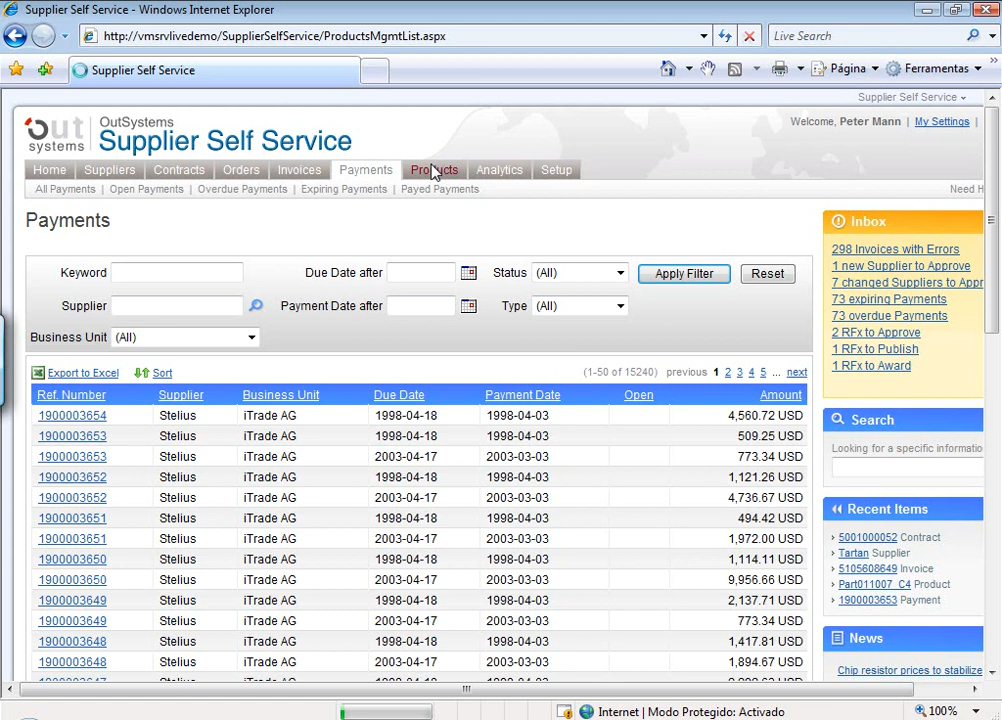 Supplier Self Service - Windows Internet Explorer
http://vmsrvlivedemo/SupplierSelfService/ProductsMgmtList.aspx
Live Search
Supplier Self Service
Página
Ferramentas
Supplier Self Service
Out systems
OutSystems
Supplier Self Service
Welcome, Peter Mann | My Settings |
Home Suppliers Contracts Orders Invoices Payments Products Analytics Setup
All Payments | Open Payments | Overdue Payments | Expiring Payments | Payed Payments
Need H
Payments
Keyword Due Date after Status (All) Apply Filter Reset
Supplier Payment Date after Type (All)
Business Unit (All)
Export to Excel Sort (1-50 of 15240) previous 1 2 3 4 5 ... next
Ref. Number Supplier Business Unit Due Date Payment Date Open Amount
1900003654 Stelius iTrade AG 1998-04-18 1998-04-03 4,560.72 USD
1900003653 Stelius iTrade AG 1998-04-18 1998-04-03 509.25 USD
1900003653 Stelius iTrade AG 2003-04-17 2003-03-03 773.34 USD
1900003652 Stelius iTrade AG 1998-04-18 1998-04-03 1,121.26 USD
1900003652 Stelius iTrade AG 2003-04-17 2003-03-03 4,736.67 USD
1900003651 Stelius iTrade AG 1998-04-18 1998-04-03 494.42 USD
1900003651 Stelius iTrade AG 2003-04-17 2003-03-03 1,972.00 USD
1900003650 Stelius iTrade AG 1998-04-18 1998-04-03 1,114.11 USD
1900003650 Stelius iTrade AG 2003-04-17 2003-03-03 9,956.66 USD
1900003649 Stelius iTrade AG 1998-04-18 1998-04-03 2,137.71 USD
1900003649 Stelius iTrade AG 2003-04-17 2003-03-03 773.34 USD
1900003648 Stelius iTrade AG 1998-04-18 1998-04-03 1,417.81 USD
1900003648 Stelius iTrade AG 2003-04-17 2003-03-03 1,894.67 USD
Inbox
298 Invoices with Errors
1 new Supplier to Approve
7 changed Suppliers to Appr
73 expiring Payments
73 overdue Payments
2 RFx to Approve
1 RFx to Publish
1 RFx to Award
Search
Looking for a specific informatio
Recent Items
5001000052 Contract
Tartan Supplier
5105608649 Invoice
Part011007_C4 Product
1900003653 Payment
News
Chip resistor prices to stabilize
Internet | Modo Protegido: Activado
100%